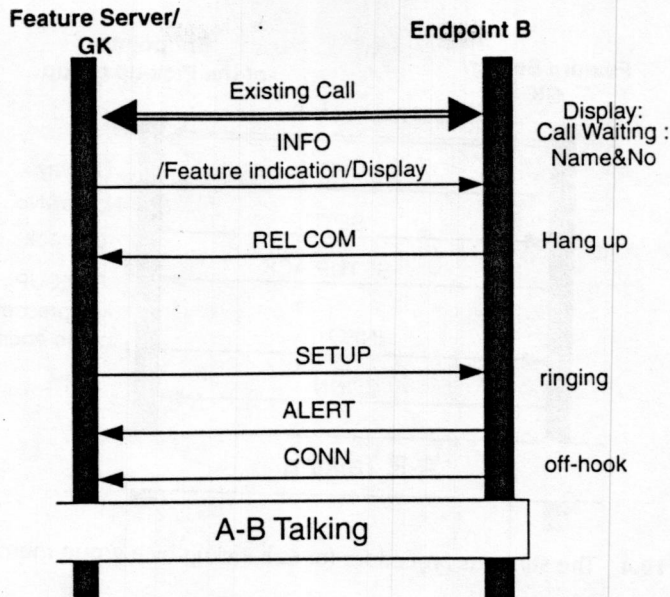 Feature Server/
GK
Endpoint B
Existing Call
Display:
Call Waiting :
Name&No
INFO
/Feature indication/Display
REL COM
Hang up
SETUP
ringing
ALERT
CONN
off-hook
A-B Talking